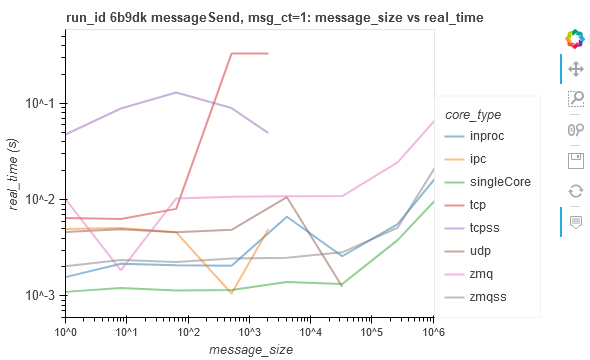 run_id 6b9dk messageSend, msg_ct=1: message_size vs real_time
10^-1
10^-2
10^-3
real_time (s)
10^0
10^1
10^2
10^3
10^4
10^5
10^6
message_size
core_type
inproc
ipc
singleCore
tcp
tcpss
udp
zmq
zmqss